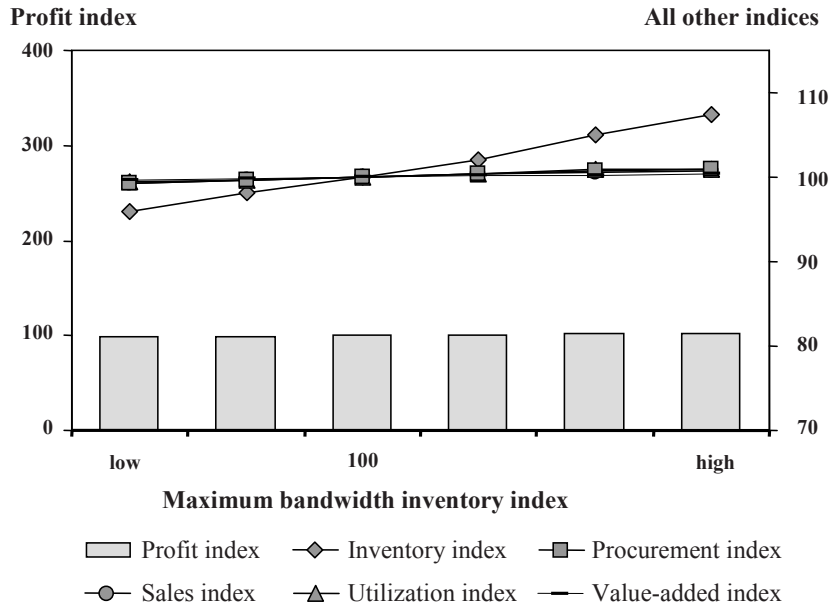 Profit index All other indices
400
300
200
100
0
110
100
90
80
70
low 100 high
Maximum bandwidth inventory index
Profit index Inventory index Procurement index
Sales index Utilization index Value-added index